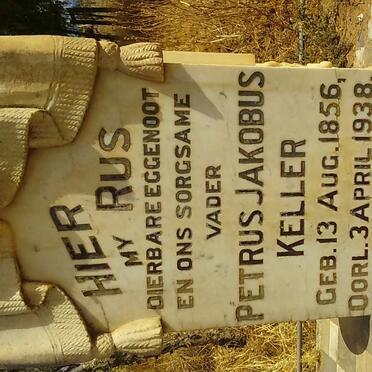 HIER
RUS
MY
DIERBARE EGGENOOT
EN ONS SORGSAME
VADER
PETRUS JAKOBUS
KELLER
GEB. 13 AUG. 1856,
OORL. 3 APRIL 1938.